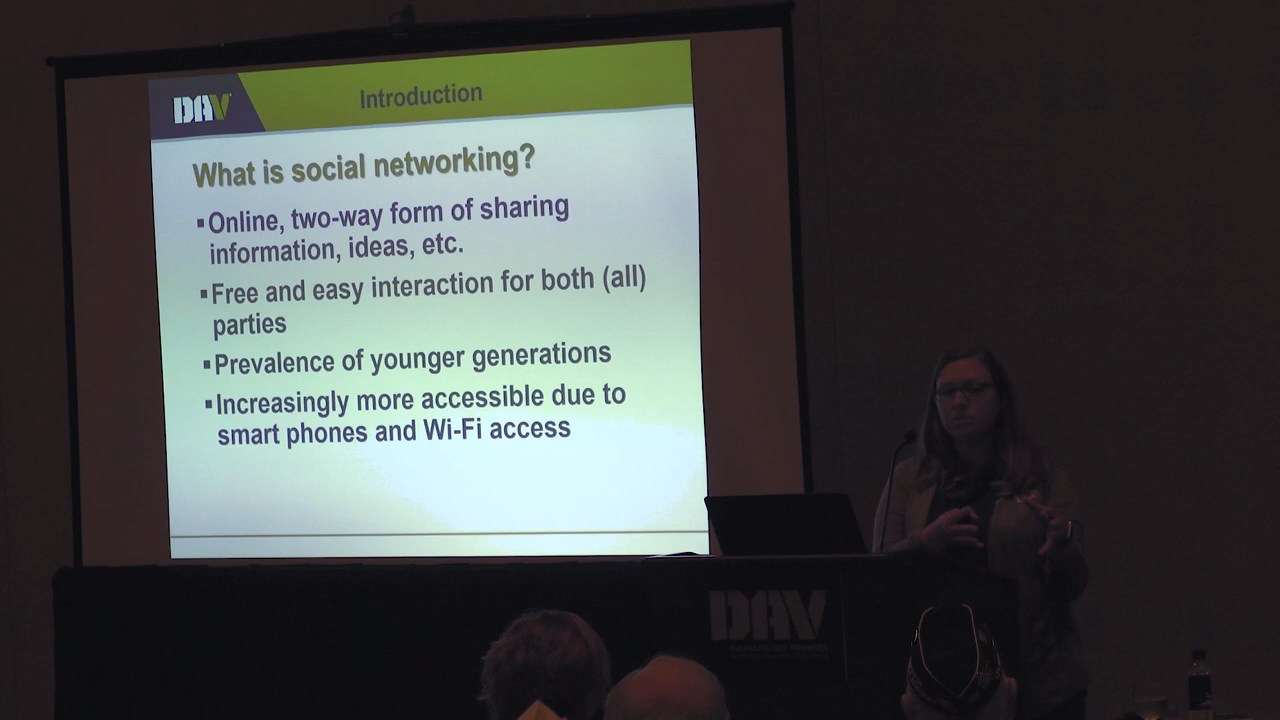 DAV
Introduction
What is social networking?
▪Online, two-way form of sharing
information, ideas, etc.
▪Free and easy interaction for both (all)
parties
▪Prevalence of younger generations
▪Increasingly more accessible due to
smart phones and Wi-Fi access
DAV